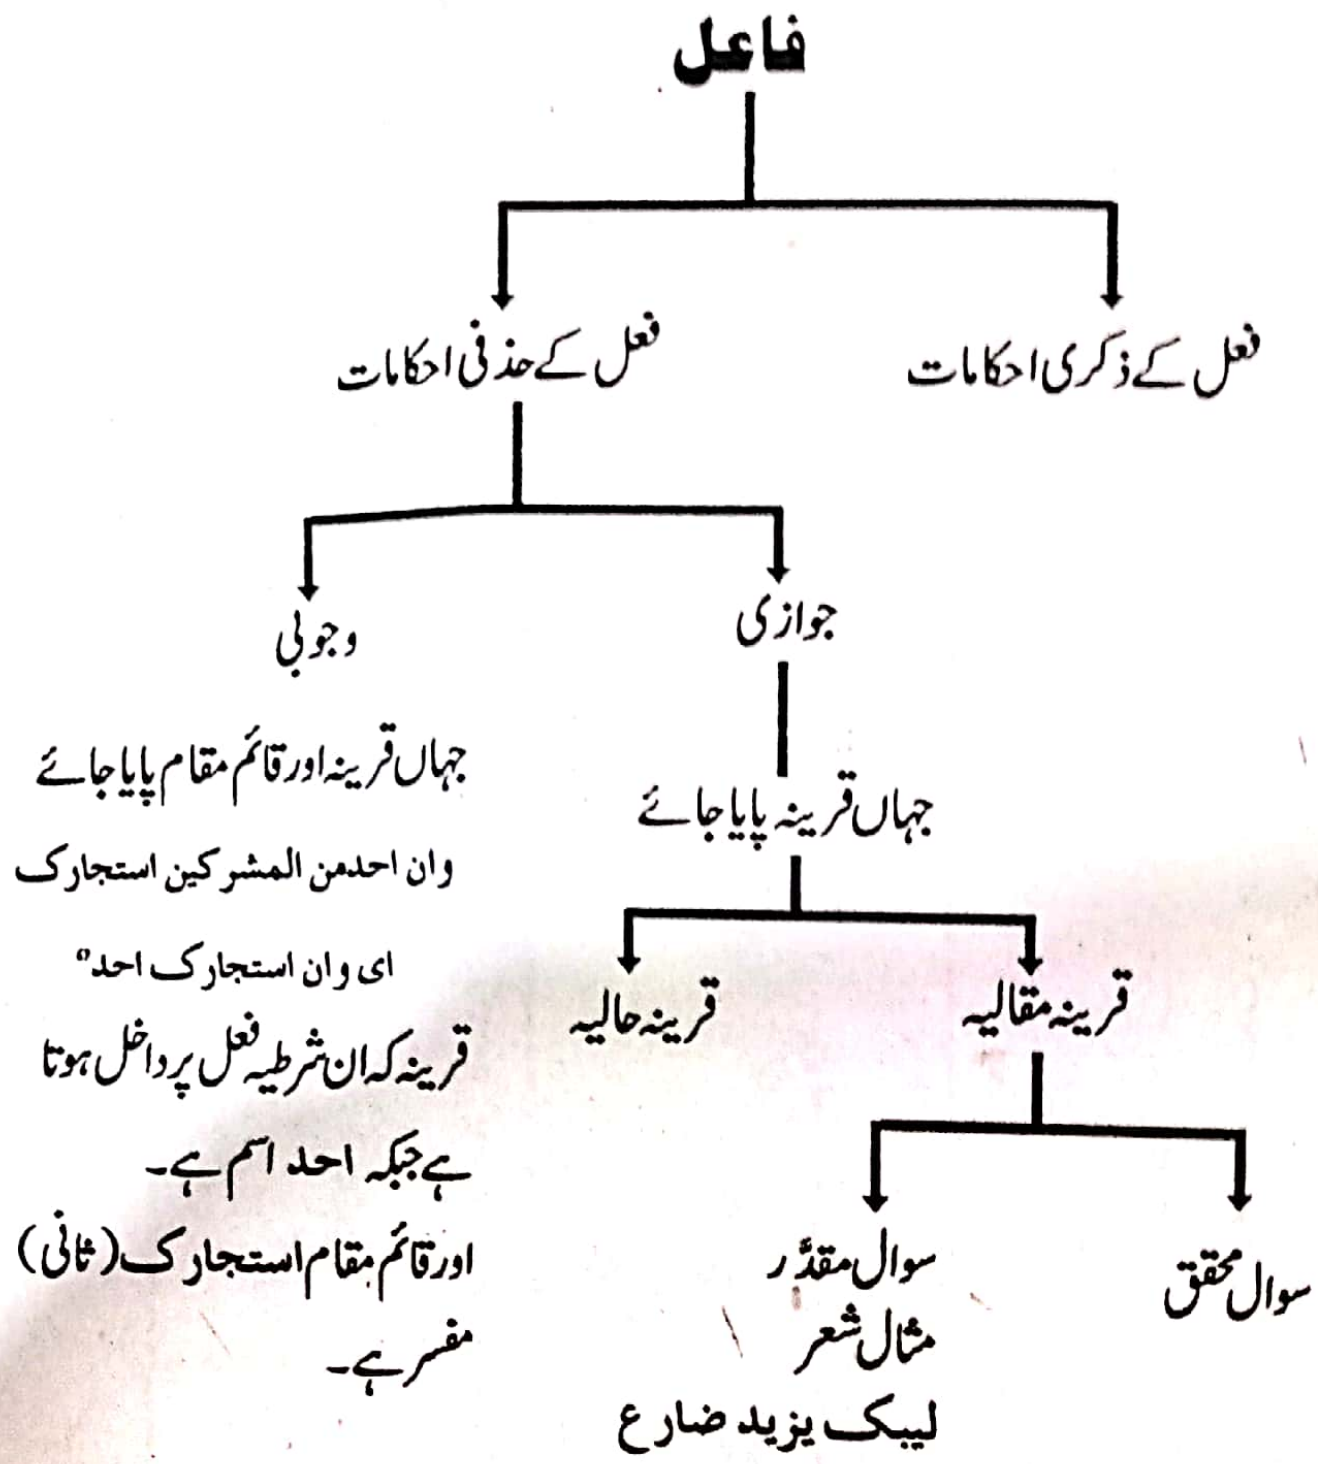 فاعل
فعل کے ذکری احکامات
فعل کے حذفی احکامات
جوازی
وجوبی
جہاں قرینہ پایا جائے
قرینہ مقالیہ
قرینہ حالیہ
سوال محقق
سوال مقدَّر
مثال شعر
لیبک یزید ضارع
جہاں قرینہ اور قائم مقام پایا جائے
وان احدمن المشرکین استجارک
ای وان استجارک احدٌ
قرینہ کہ ان شرطیہ فعل پر داخل ہوتا
ہے جبکہ احد اسم ہے۔
اور قائم مقام استجارک (ثانی)
مفسر ہے۔